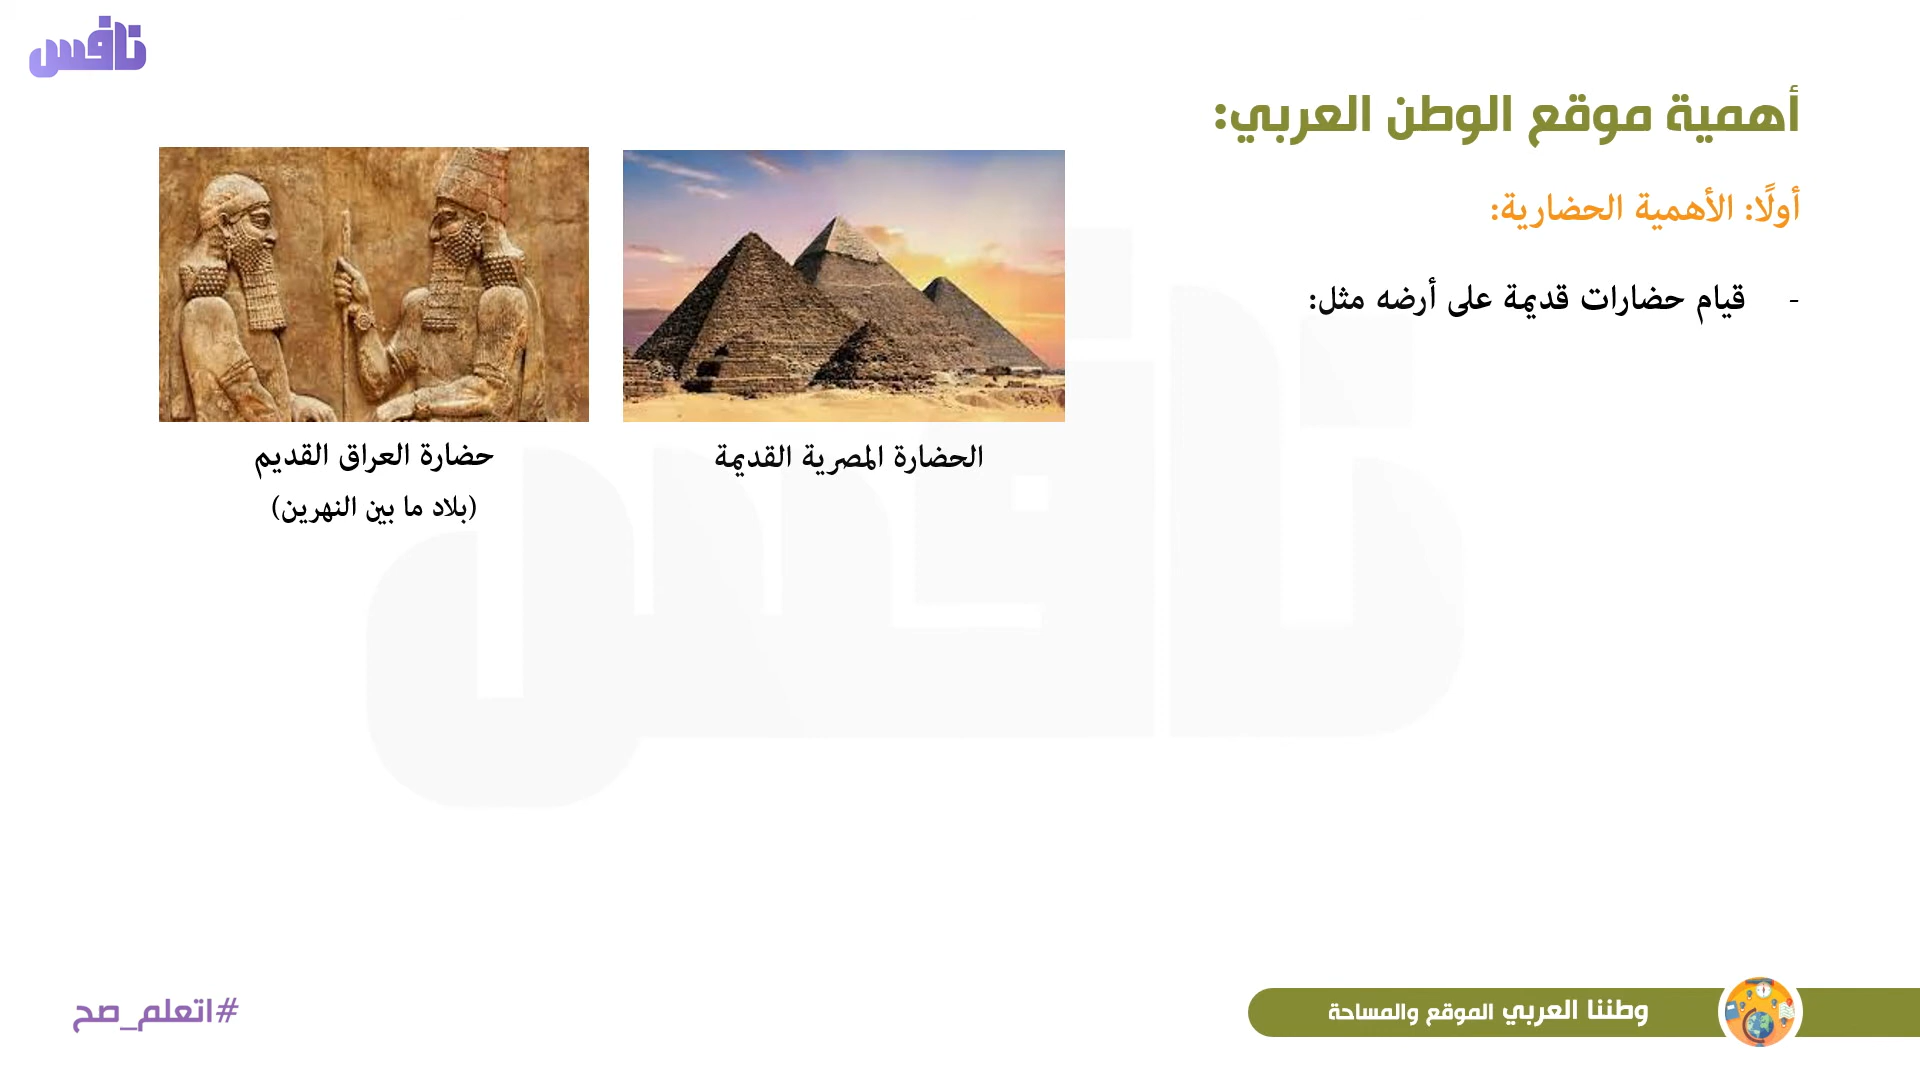 نافس
أهمية موقع الوطن العربي:
أولًا: الأهمية الحضارية:
- قيام حضارات قديمة على أرضه مثل:
الحضارة المصرية القديمة
حضارة العراق القديم
(بلاد ما بين النهرين)
وطننا العربي الموقع والمساحة
#اتعلم_صح